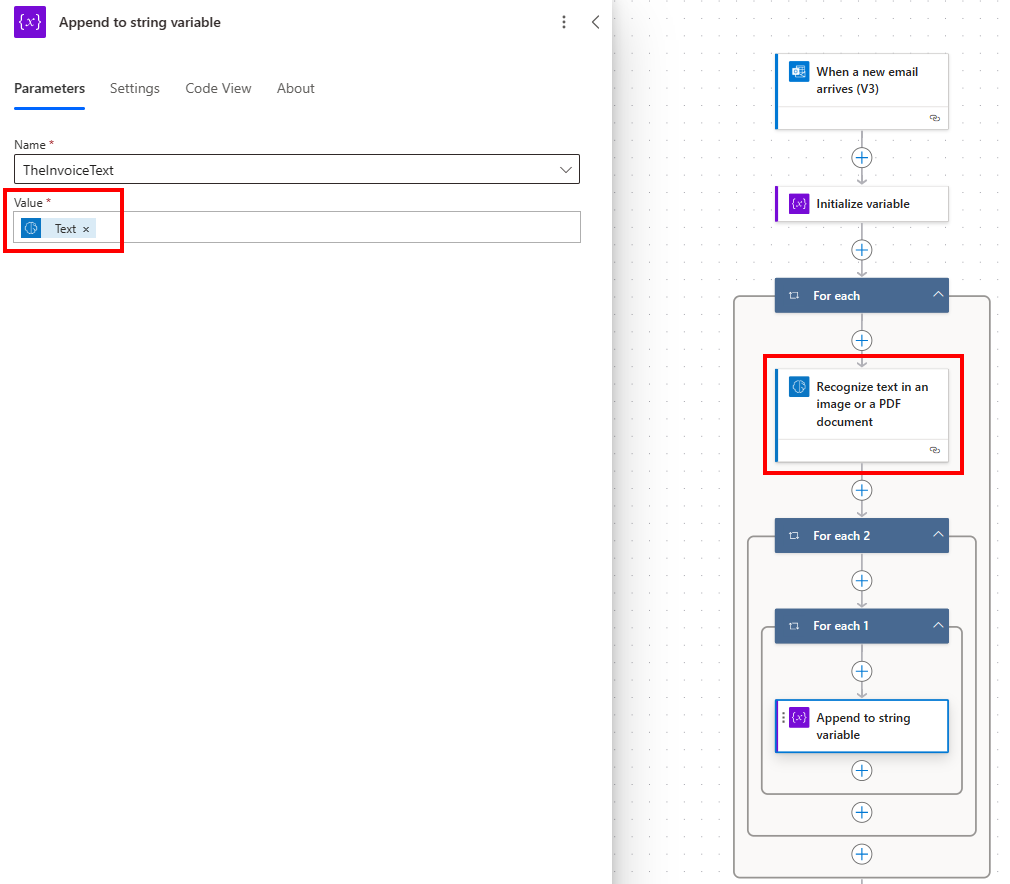 {x} Append to string variable
Parameters Settings Code View About
Name *
TheInvoiceText
Value *
Text ×
When a new email
arrives (V3)
{x} Initialize variable
For each
Recognize text in an
image or a PDF
document
For each 2
For each 1
{x} Append to string
variable